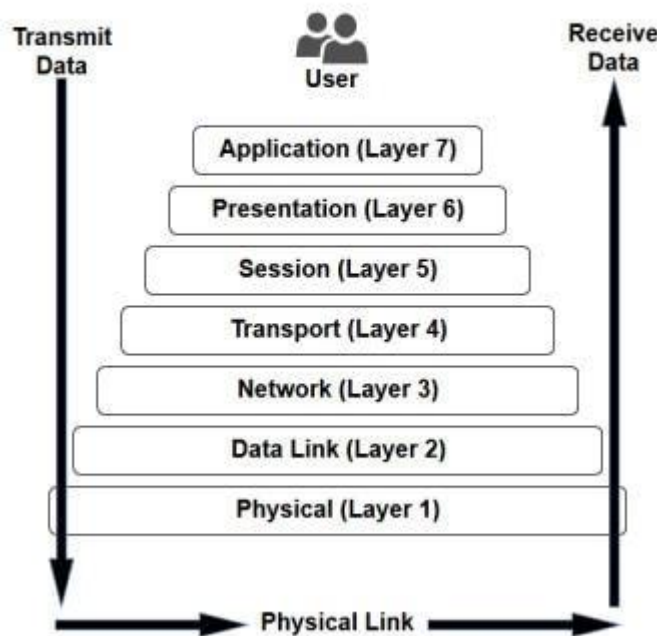 Transmit
Data
User
Receive
Data
Application (Layer 7)
Presentation (Layer 6)
Session (Layer 5)
Transport (Layer 4)
Network (Layer 3)
Data Link (Layer 2)
Physical (Layer 1)
Physical Link